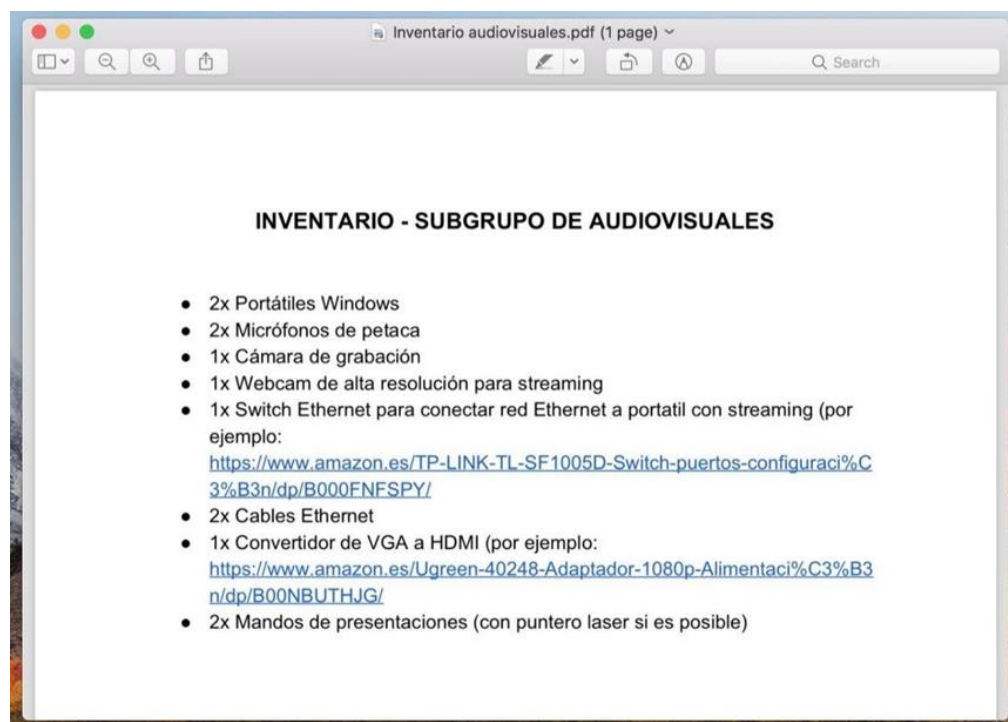 Inventario audiovisuales.pdf (1 page)
Search
INVENTARIO - SUBGRUPO DE AUDIOVISUALES
● 2x Portátiles Windows
● 2x Micrófonos de petaca
● 1x Cámara de grabación
● 1x Webcam de alta resolución para streaming
● 1x Switch Ethernet para conectar red Ethernet a portatil con streaming (por
ejemplo:
https://www.amazon.es/TP-LINK-TL-SF1005D-Switch-puertos-configuraci%C
3%B3n/dp/B000FNFSPY/
● 2x Cables Ethernet
● 1x Convertidor de VGA a HDMI (por ejemplo:
https://www.amazon.es/Ugreen-40248-Adaptador-1080p-Alimentaci%C3%B3
n/dp/B00NBUTHJG/
● 2x Mandos de presentaciones (con puntero laser si es posible)